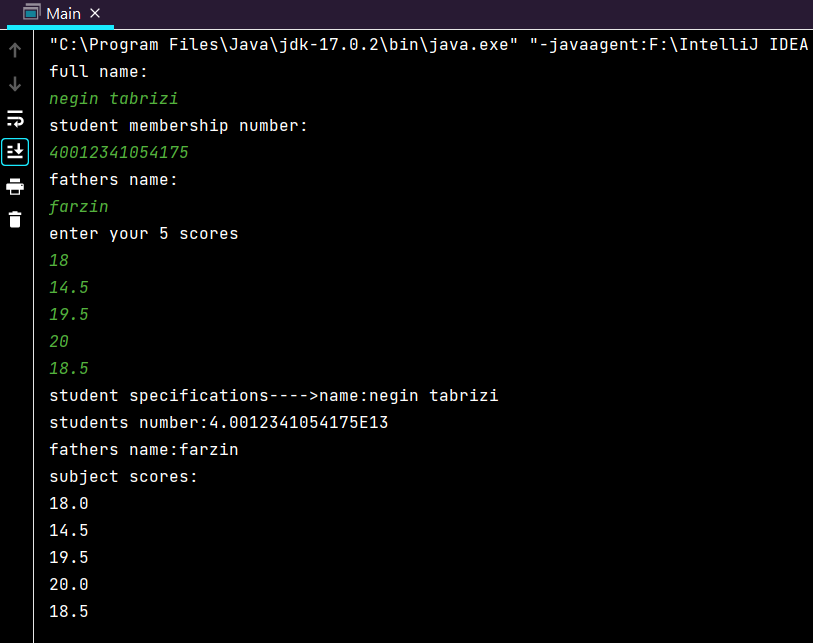 Main
"C:\Program Files\Java\jdk-17.0.2\bin\java.exe" "-javaagent:F:\IntelliJ IDEA
full name:
negin tabrizi
student membership number:
40012341054175
fathers name:
farzin
enter your 5 scores
18
14.5
19.5
20
18.5
student specifications---->name:negin tabrizi
students number:4.0012341054175E13
fathers name:farzin
subject scores:
18.0
14.5
19.5
20.0
18.5